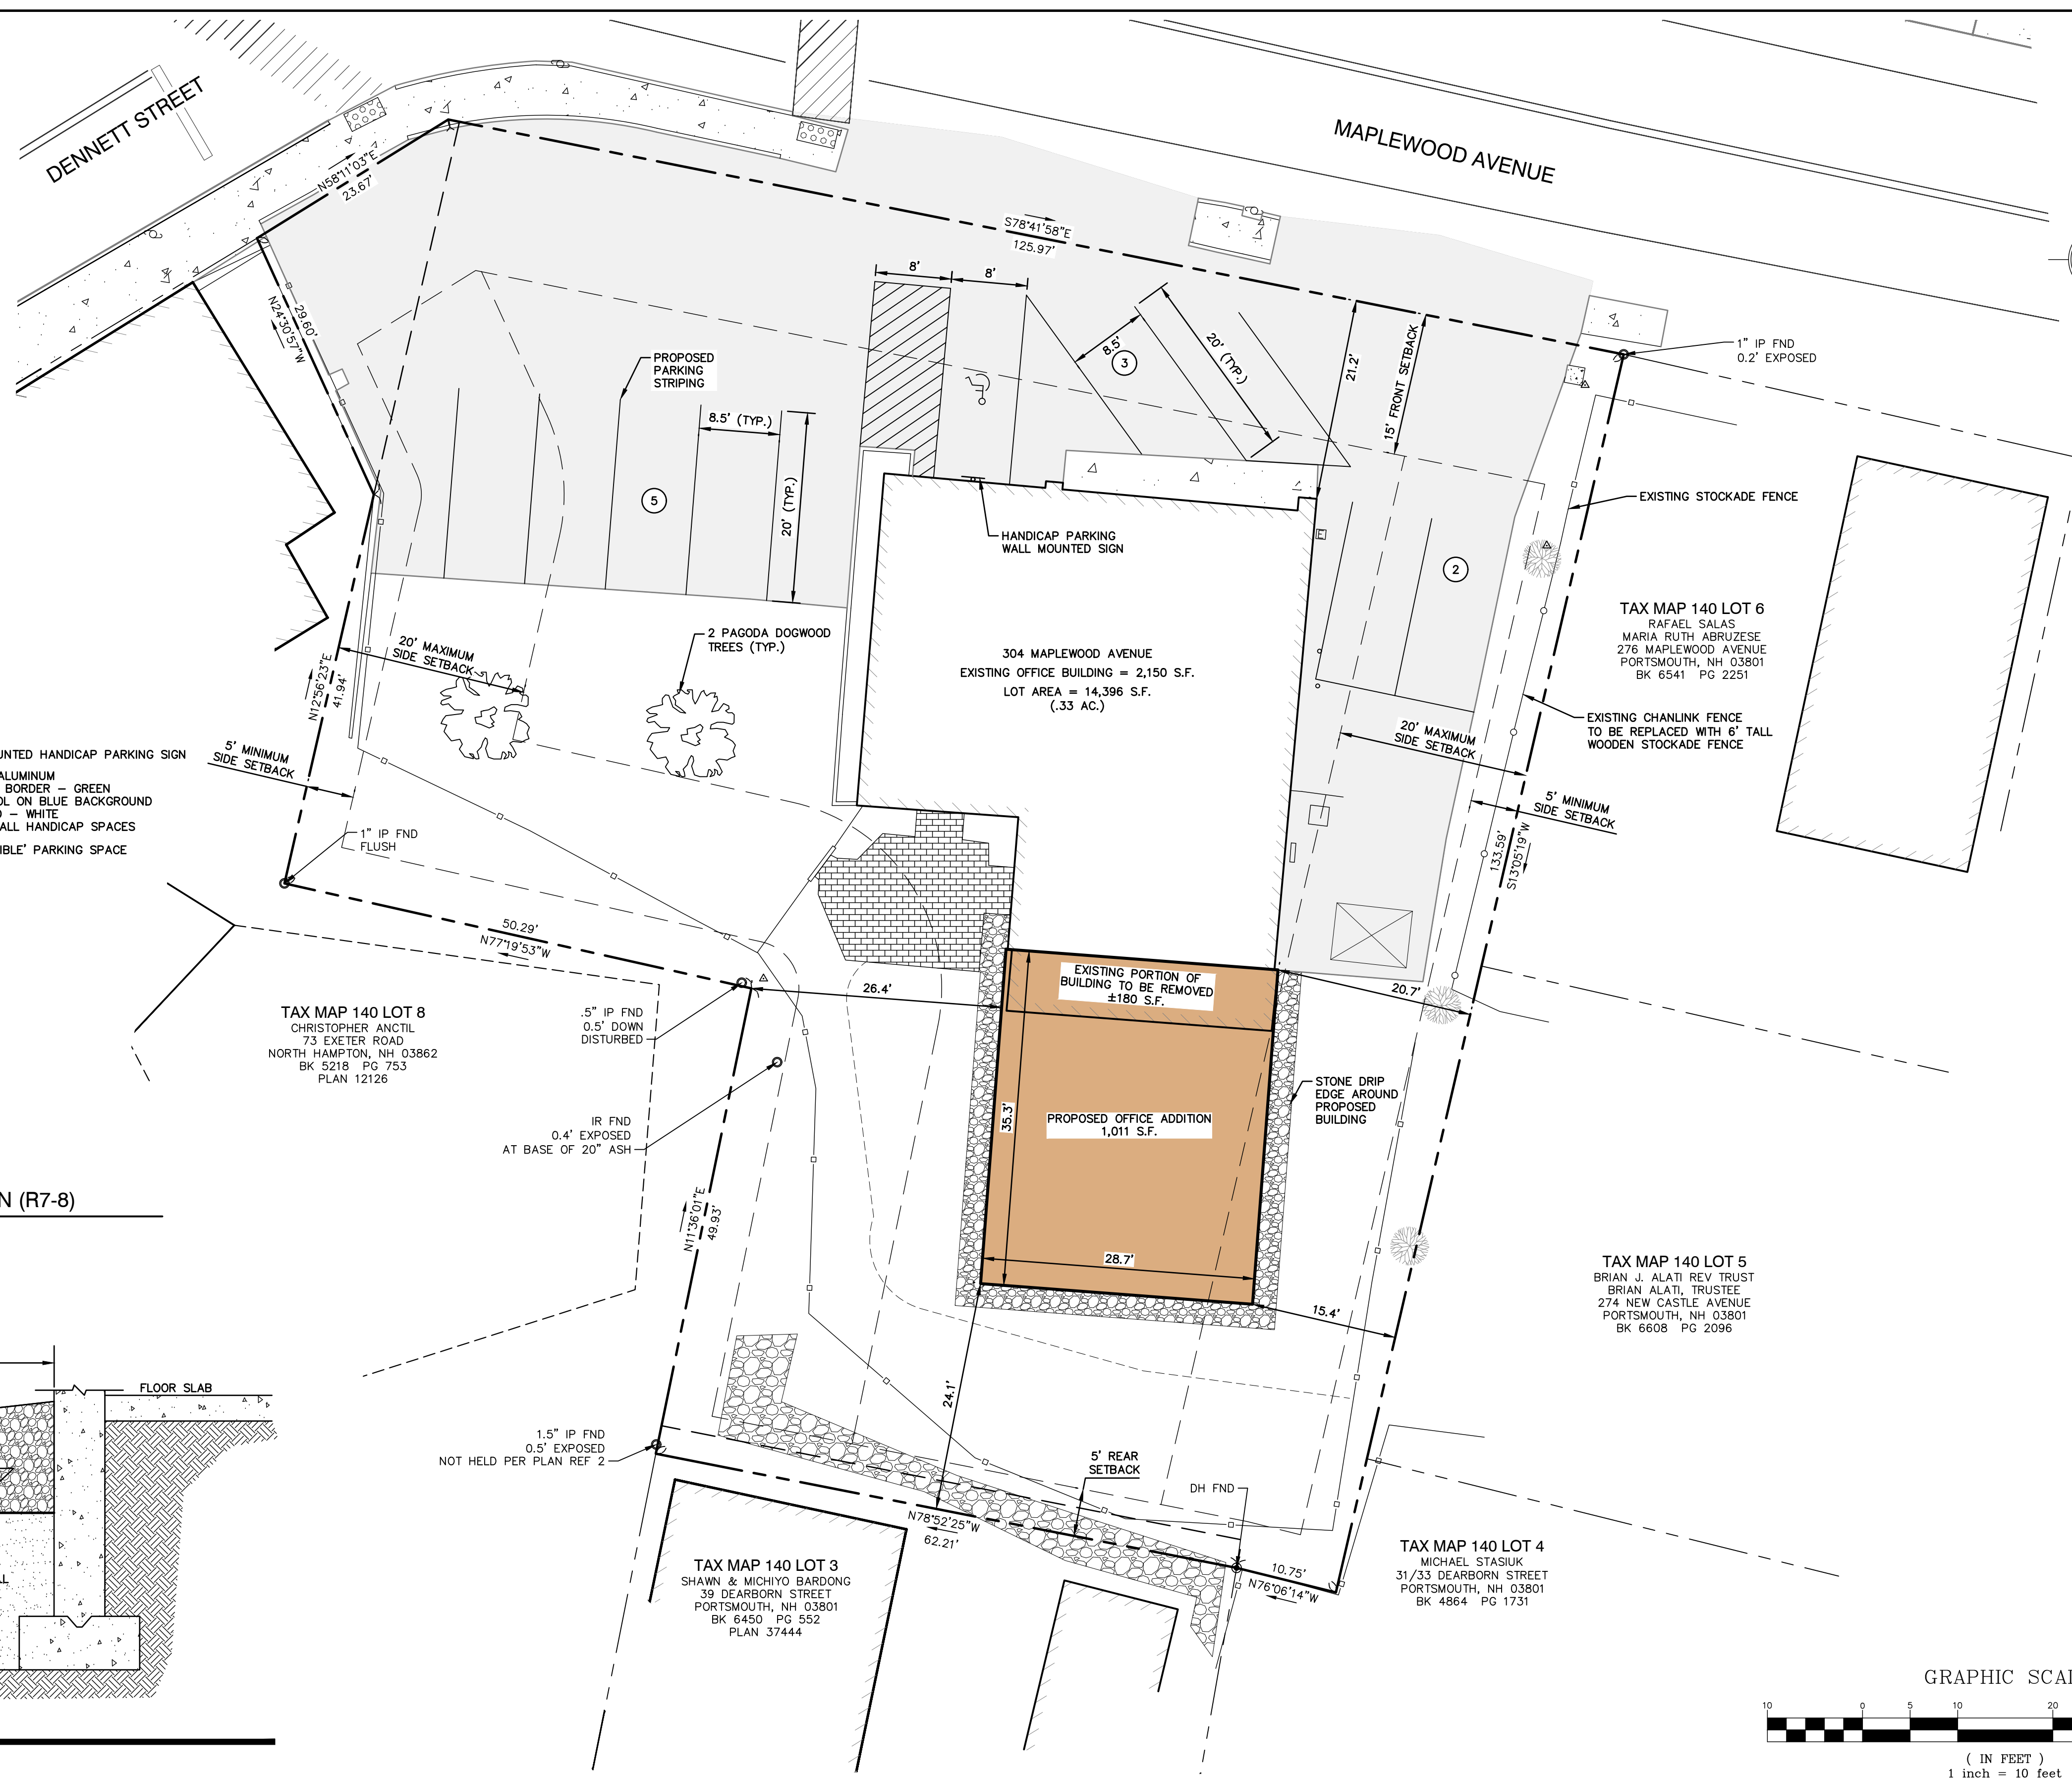 DENNETT STREET
MAPLEWOOD AVENUE
N58°11'03"E
23.67'
S78°41'58"E
125.97'
N24°30'57"W
29.60'
8'
8'
8.5'
3
20' (TYP.)
21.2'
15' FRONT SETBACK
1" IP FND
0.2' EXPOSED
PROPOSED
PARKING
STRIPING
8.5' (TYP.)
20' (TYP.)
5
HANDICAP PARKING
WALL MOUNTED SIGN
E
2
EXISTING STOCKADE FENCE
TAX MAP 140 LOT 6
RAFAEL SALAS
MARIA RUTH ABRUZESE
276 MAPLEWOOD AVENUE
PORTSMOUTH, NH 03801
BK 6541 PG 2251
304 MAPLEWOOD AVENUE
EXISTING OFFICE BUILDING = 2,150 S.F.
LOT AREA = 14,396 S.F.
(.33 AC.)
2 PAGODA DOGWOOD
TREES (TYP.)
20' MAXIMUM
SIDE SETBACK
N12°56'23"E
41.94'
5' MINIMUM
SIDE SETBACK
EXISTING CHANLINK FENCE
TO BE REPLACED WITH 6' TALL
WOODEN STOCKADE FENCE
20' MAXIMUM
SIDE SETBACK
5' MINIMUM
SIDE SETBACK
133.59'
S13°05'19"W
UNTED HANDICAP PARKING SIGN
ALUMINUM
BORDER – GREEN
OL ON BLUE BACKGROUND
– WHITE
ALL HANDICAP SPACES
IBLE' PARKING SPACE
1" IP FND
FLUSH
50.29'
N77°19'53"W
TAX MAP 140 LOT 8
CHRISTOPHER ANCTIL
73 EXETER ROAD
NORTH HAMPTON, NH 03862
BK 5218 PG 753
PLAN 12126
.5" IP FND
0.5' DOWN
DISTURBED
26.4'
EXISTING PORTION OF
BUILDING TO BE REMOVED
±180 S.F.
20.7'
IR FND
0.4' EXPOSED
AT BASE OF 20" ASH
35.3'
PROPOSED OFFICE ADDITION
1,011 S.F.
STONE DRIP
EDGE AROUND
PROPOSED
BUILDING
N (R7-8)
N11°36'01"E
49.93'
28.7'
15.4'
TAX MAP 140 LOT 5
BRIAN J. ALATI REV TRUST
BRIAN ALATI, TRUSTEE
274 NEW CASTLE AVENUE
PORTSMOUTH, NH 03801
BK 6608 PG 2096
FLOOR SLAB
24.1'
1.5" IP FND
0.5' EXPOSED
NOT HELD PER PLAN REF 2
5' REAR
SETBACK
DH FND
N78°52'25"W
62.21'
10.75'
N76°06'14"W
TAX MAP 140 LOT 3
SHAWN & MICHIYO BARDONG
39 DEARBORN STREET
PORTSMOUTH, NH 03801
BK 6450 PG 552
PLAN 37444
TAX MAP 140 LOT 4
MICHAEL STASIUK
31/33 DEARBORN STREET
PORTSMOUTH, NH 03801
BK 4864 PG 1731
GRAPHIC SCA
10 0 5 10 20
( IN FEET )
1 inch = 10 feet